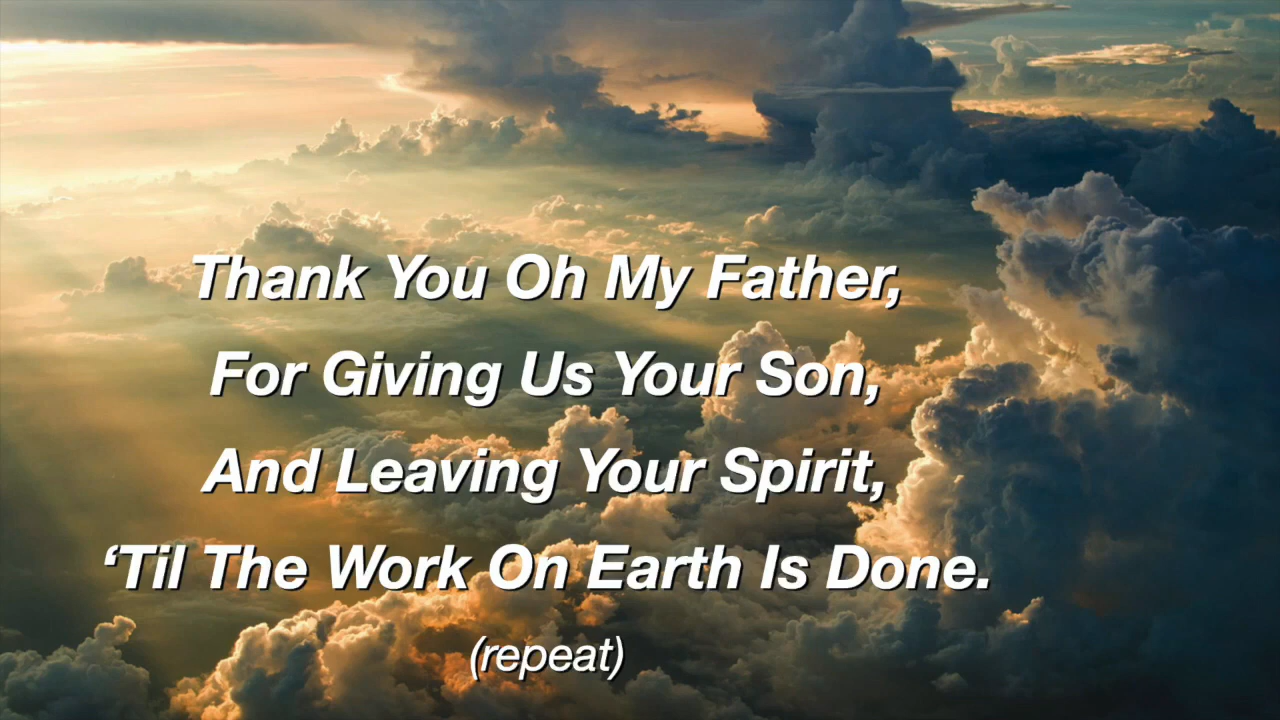 Thank You Oh My Father,
For Giving Us Your Son,
And Leaving Your Spirit,
‘Til The Work On Earth Is Done.
(repeat)